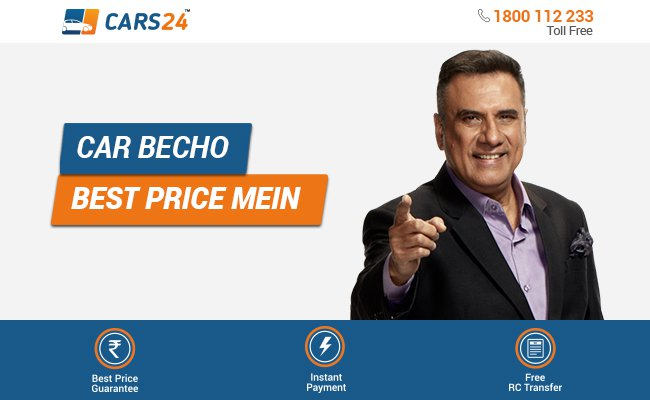 CARS24™
1800 112 233
Toll Free
CAR BECHO
BEST PRICE MEIN
₹
Best Price
Guarantee
Instant
Payment
Free
RC Transfer